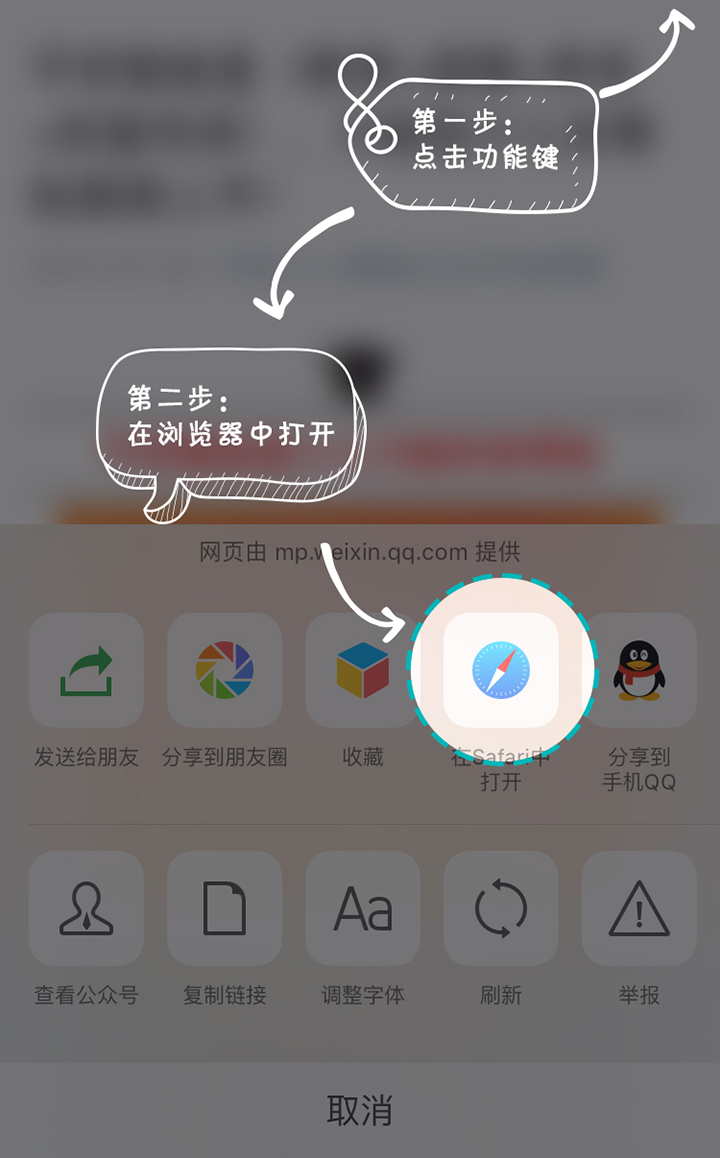 第一步：
点击功能键
第二步：
在浏览器中打开
网页由 mp.weixin.qq.com 提供
发送给朋友
分享到朋友圈
收藏
在Safari中
打开
分享到
手机QQ
Aa
查看公众号
复制链接
调整字体
刷新
举报
取消